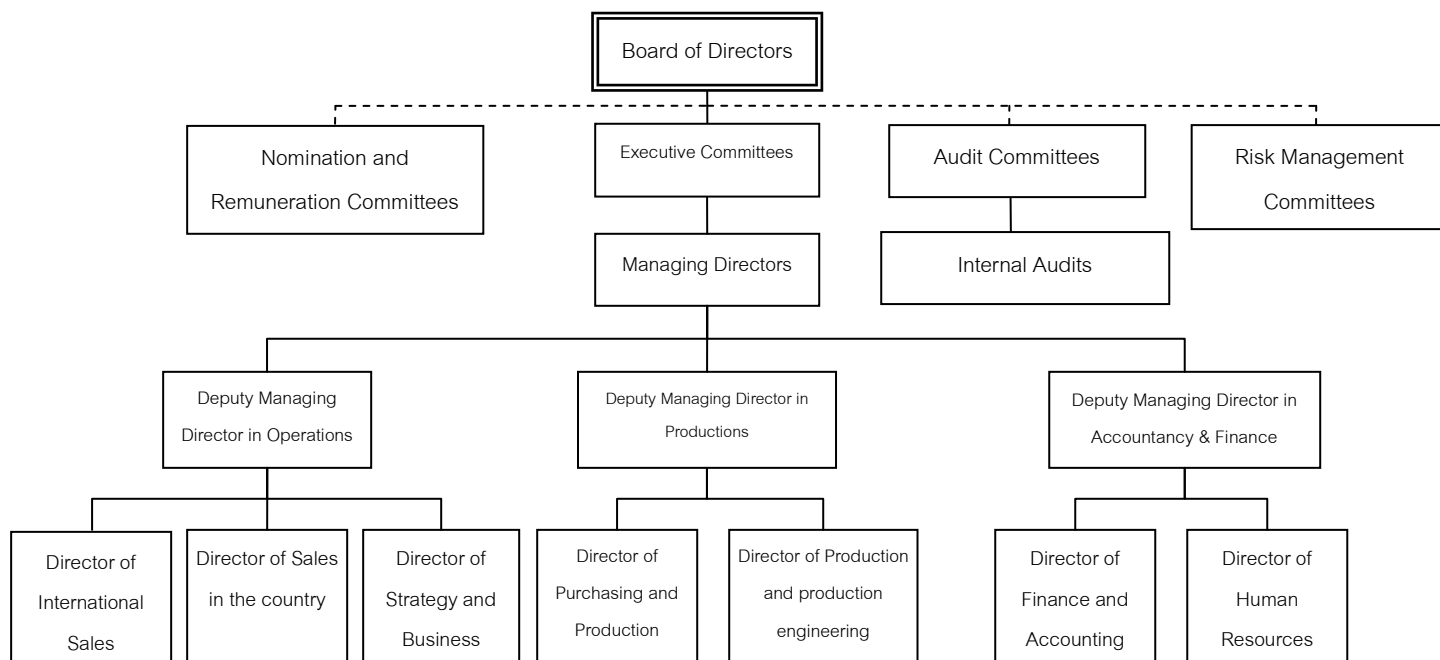 Board of Directors
Nomination and
Remuneration Committees
Executive Committees
Audit Committees
Risk Management
Committees
Managing Directors
Internal Audits
Deputy Managing
Director in Operations
Deputy Managing Director in
Productions
Deputy Managing Director in
Accountancy & Finance
Director of
International
Sales
Director of Sales
in the country
Director of
Strategy and
Business
Director of
Purchasing and
Production
Director of Production
and production
engineering
Director of
Finance and
Accounting
Director of
Human
Resources